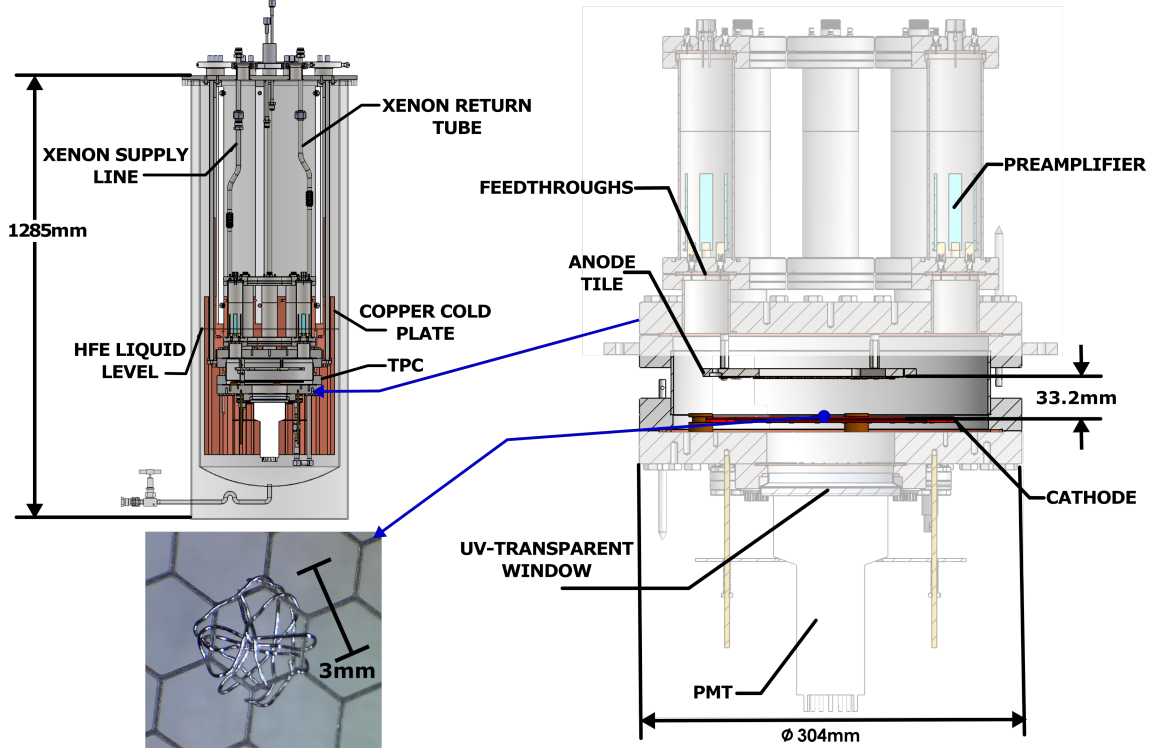 XENON RETURN
TUBE
XENON SUPPLY
LINE
1285mm
COPPER COLD
PLATE
HFE LIQUID
LEVEL
TPC
3mm
FEEDTHROUGHS
PREAMPLIFIER
ANODE
TILE
33.2mm
CATHODE
UV-TRANSPARENT
WINDOW
PMT
Φ 304mm